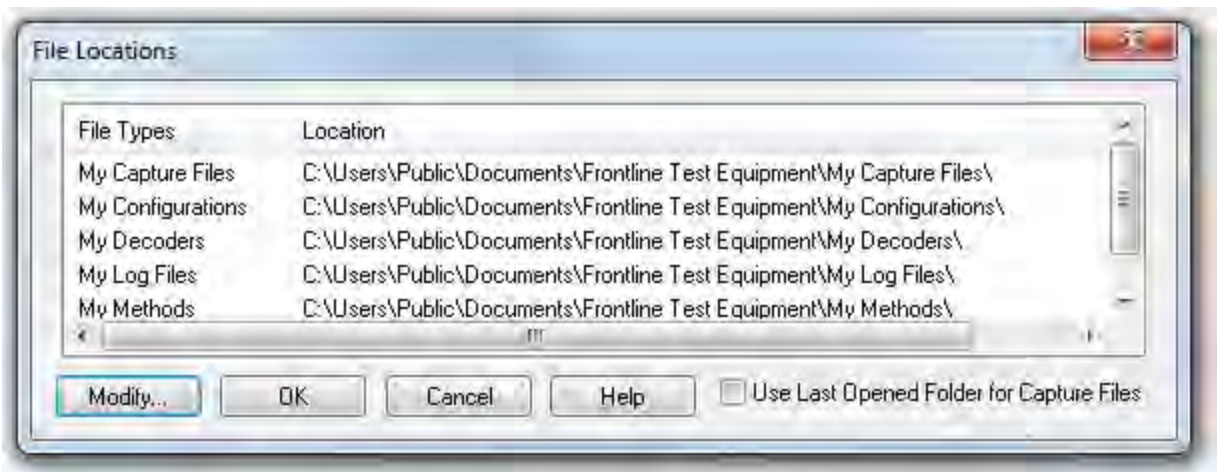 File Locations
File Types Location
My Capture Files C:\Users\Public\Documents\Frontline Test Equipment\My Capture Files\
My Configurations C:\Users\Public\Documents\Frontline Test Equipment\My Configurations\
My Decoders C:\Users\Public\Documents\Frontline Test Equipment\My Decoders\
My Log Files C:\Users\Public\Documents\Frontline Test Equipment\My Log Files\
My Methods C:\Users\Public\Documents\Frontline Test Equipment\My Methods\
Modify... OK Cancel Help Use Last Opened Folder for Capture Files